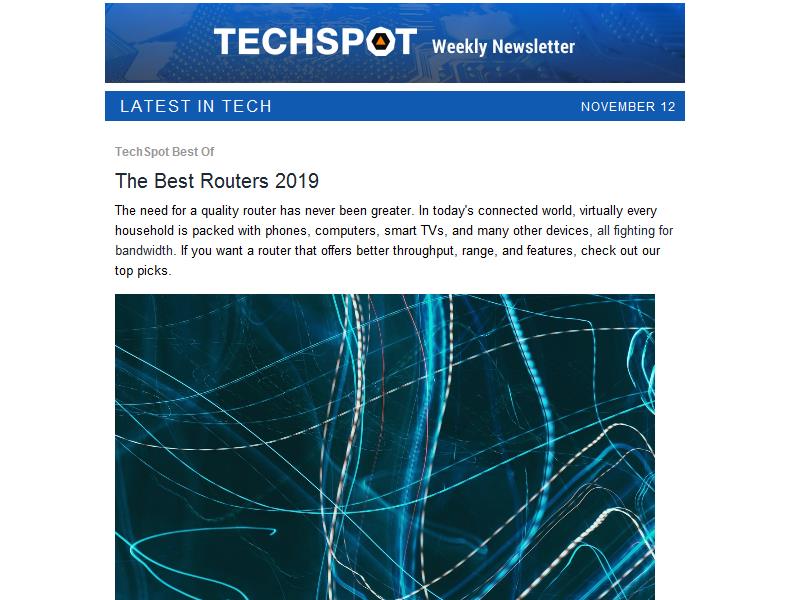 TECHSPOT Weekly Newsletter
LATEST IN TECH NOVEMBER 12
TechSpot Best Of
The Best Routers 2019
The need for a quality router has never been greater. In today's connected world, virtually every
household is packed with phones, computers, smart TVs, and many other devices, all fighting for
bandwidth. If you want a router that offers better throughput, range, and features, check out our
top picks.